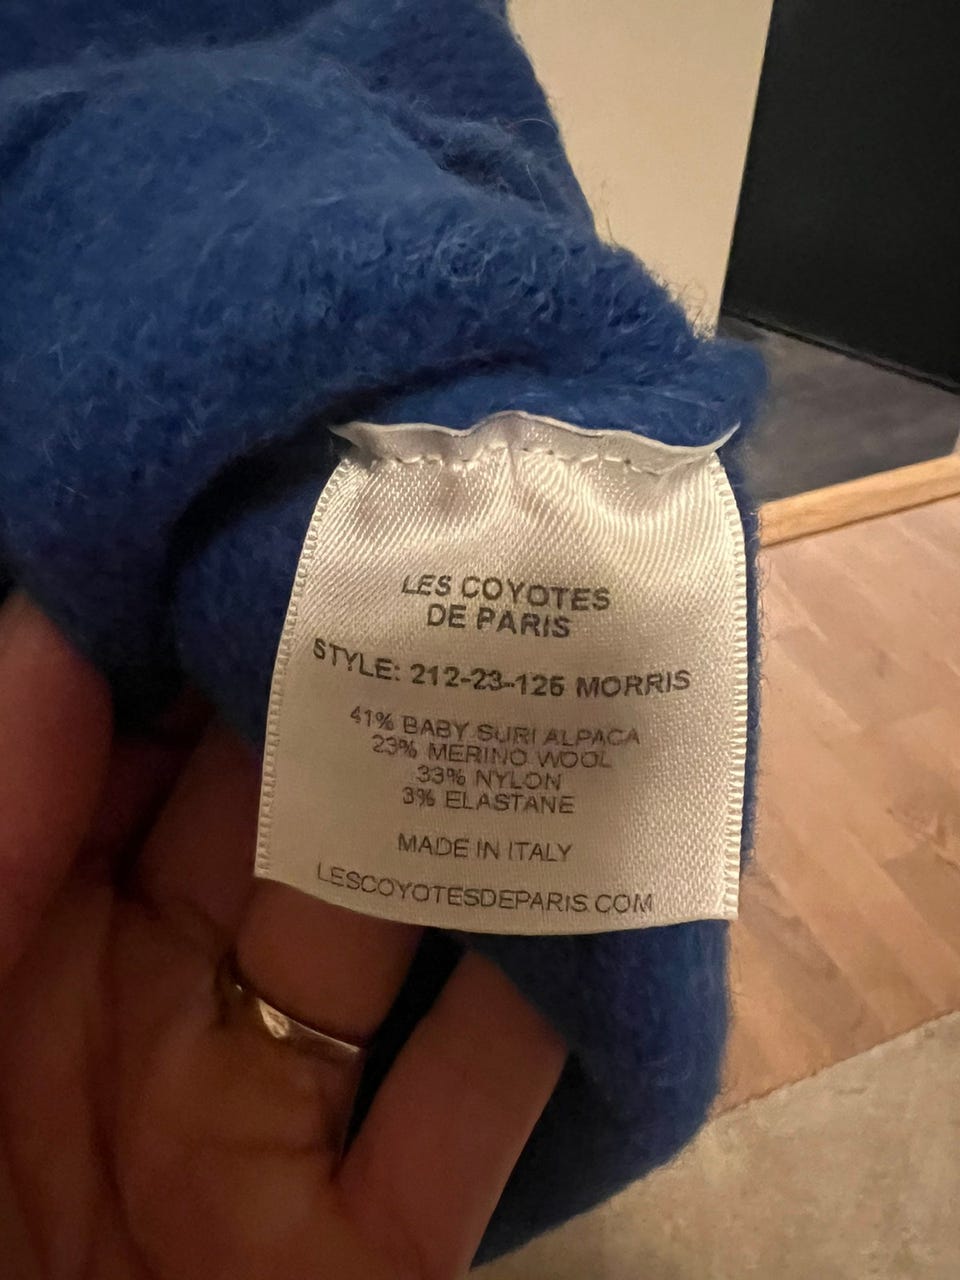 LES COYOTES
DE PARIS
STYLE: 212-23-126 MORRIS
41% BABY SURI ALPACA
23% MERINO WOOL
33% NYLON
3% ELASTANE
MADE IN ITALY
LESCOYOTESDEPARIS.COM